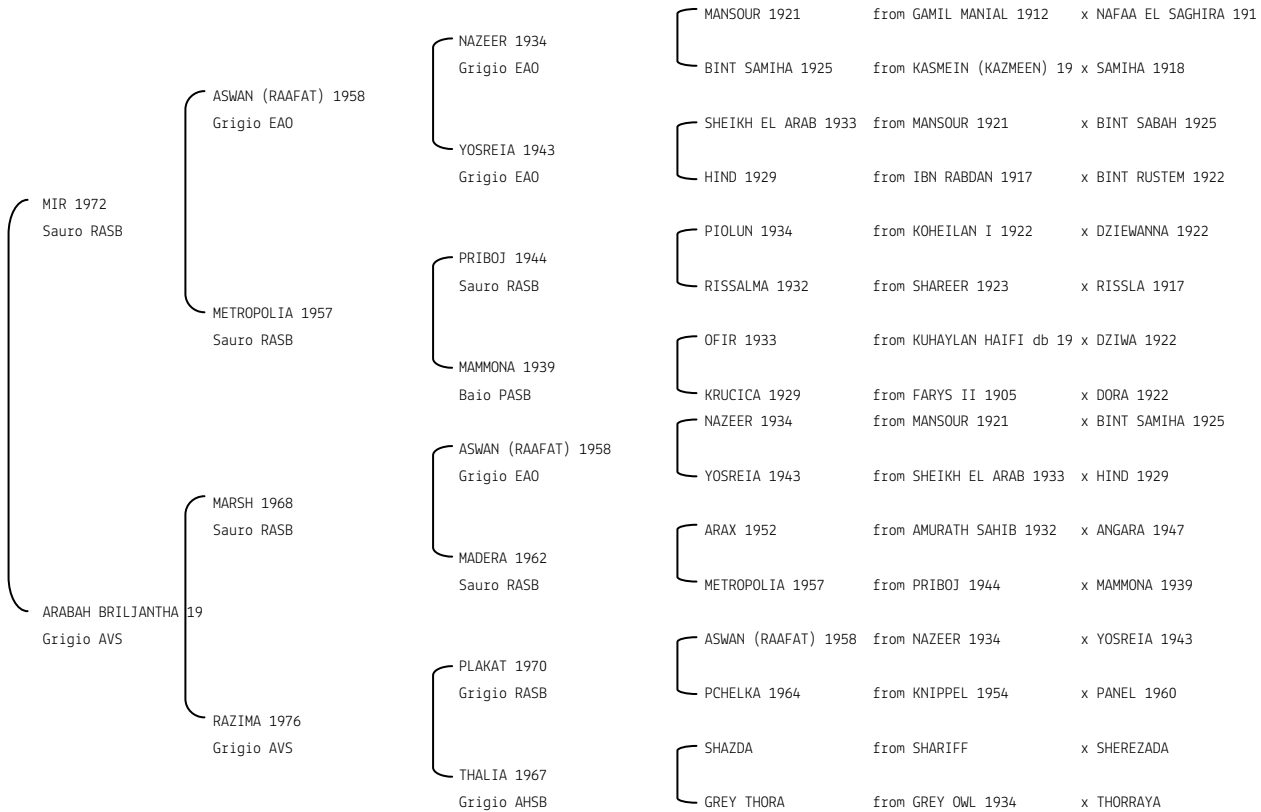 MANSOUR 1921 from GAMIL MANIAL 1912 x NAFAA EL SAGHIRA 191
NAZEER 1934
Grigio EAO BINT SAMIHA 1925 from KASMEIN (KAZMEEN) 19 x SAMIHA 1918
ASWAN (RAAFAT) 1958
Grigio EAO SHEIKH EL ARAB 1933 from MANSOUR 1921 x BINT SABAH 1925
YOSREIA 1943
Grigio EAO HIND 1929 from IBN RABDAN 1917 x BINT RUSTEM 1922
MIR 1972
Sauro RASB PIOLUN 1934 from KOHEILAN I 1922 x DZIEWANNA 1922
PRIBOJ 1944
Sauro RASB RISSALMA 1932 from SHAREER 1923 x RISSLA 1917
METROPOLIA 1957
Sauro RASB OFIR 1933 from KUHAYLAN HAIFI db 19 x DZIWA 1922
MAMMONA 1939
Baio PASB KRUCICA 1929 from FARYS II 1905 x DORA 1922
NAZEER 1934 from MANSOUR 1921 x BINT SAMIHA 1925
ASWAN (RAAFAT) 1958
Grigio EAO YOSREIA 1943 from SHEIKH EL ARAB 1933 x HIND 1929
MARSH 1968
Sauro RASB ARAX 1952 from AMURATH SAHIB 1932 x ANGARA 1947
MADERA 1962
Sauro RASB METROPOLIA 1957 from PRIBOJ 1944 x MAMMONA 1939
ARABAH BRILJANTHA 19
Grigio AVS ASWAN (RAAFAT) 1958 from NAZEER 1934 x YOSREIA 1943
PLAKAT 1970
Grigio RASB PCHELKA 1964 from KNIPPEL 1954 x PANEL 1960
RAZIMA 1976
Grigio AVS SHAZDA from SHARIFF x SHEREZADA
THALIA 1967
Grigio AHSB GREY THORA from GREY OWL 1934 x THORRAYA